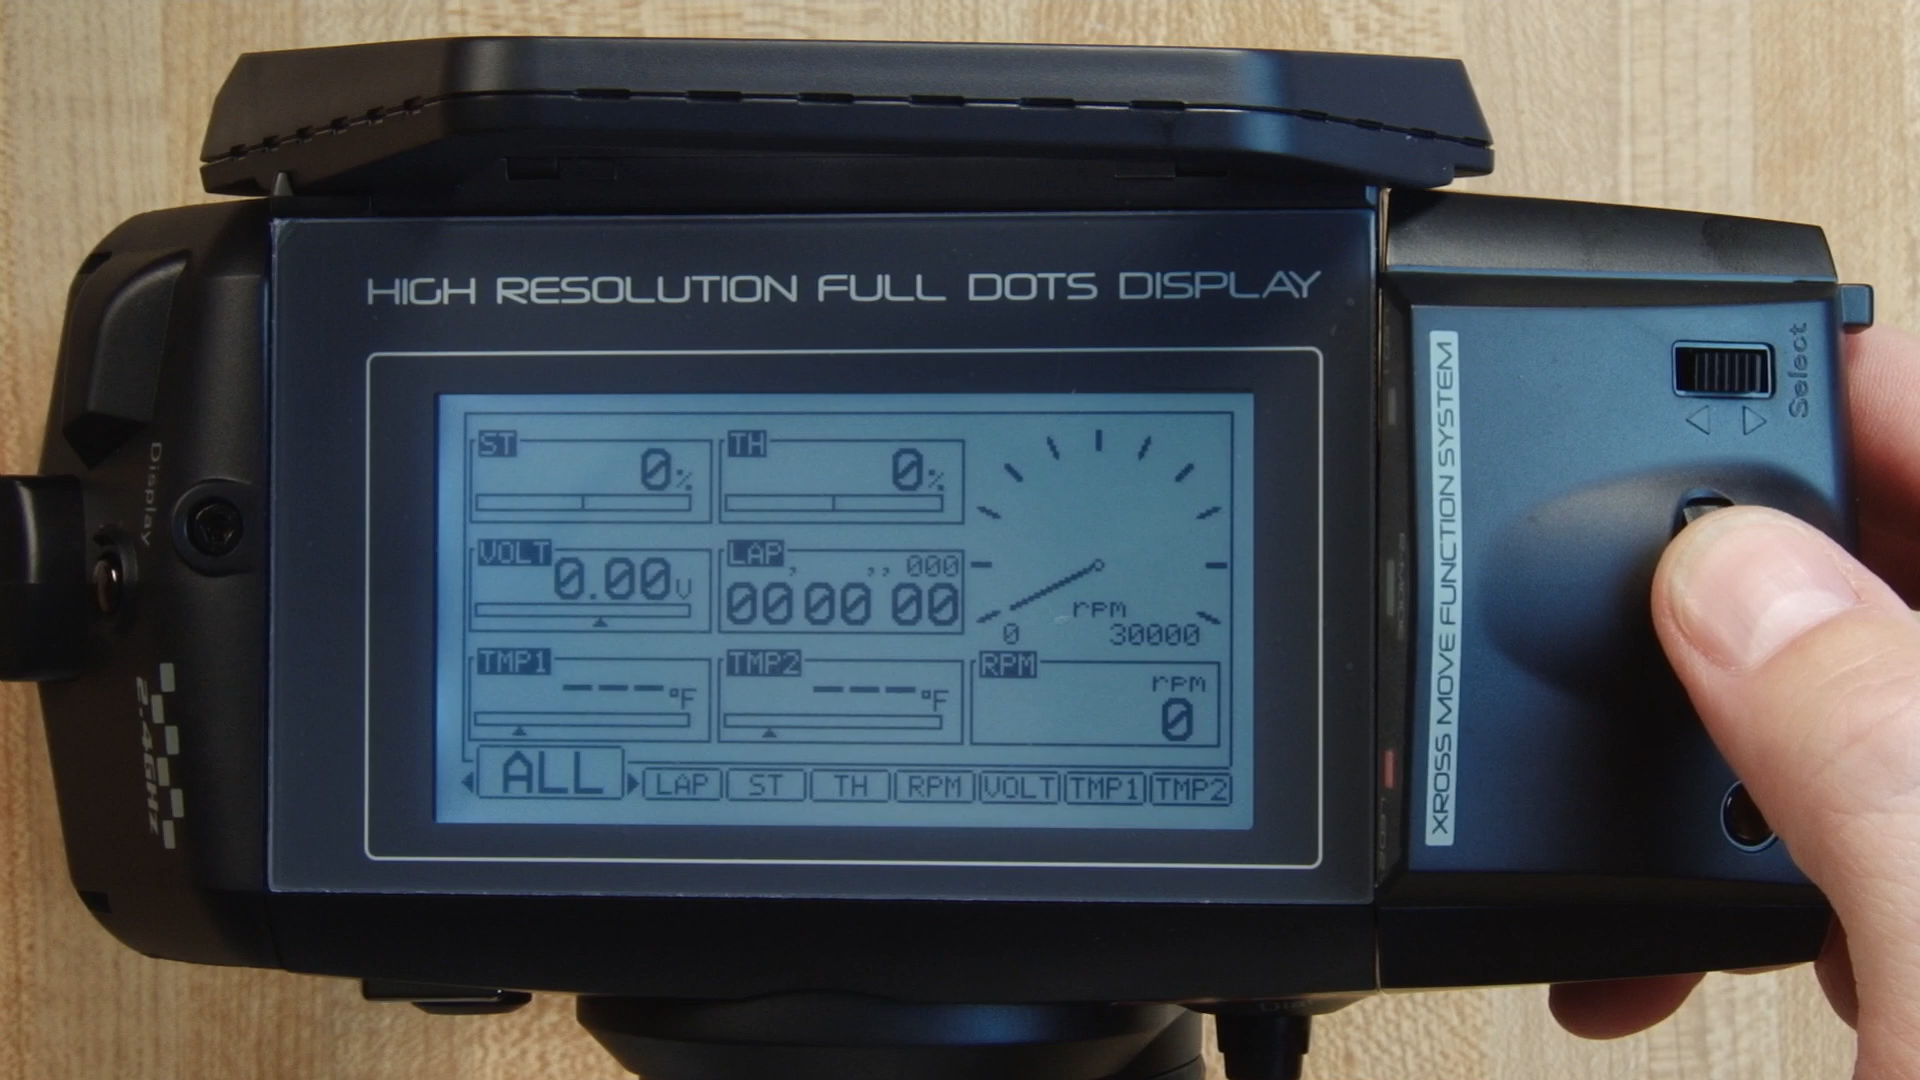 HIGH RESOLUTION FULL DOTS DISPLAY
ST
0%
TH
0%
VOLT
0.00V
LAP
, ,, 000
00 00 00
rpm
0 30000
TMP1
---°F
TMP2
---°F
RPM
rpm
0
ALL LAP ST TH RPM VOLT TMP1 TMP2
Display
2.4GHz
XROSS MOVE FUNCTION SYSTEM
Select